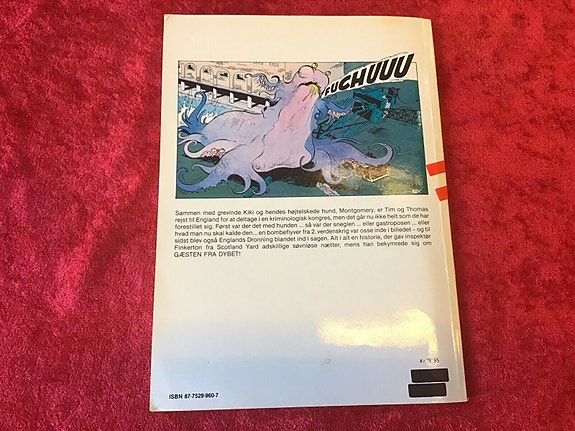 EUCHUUU
Sammen med grevinde Kiki og hendes højtelskede hund, Montgomery, er Tim og Thomas
rejst til England for at deltage i en kriminologisk kongres, men det går nu ikke helt som de har
forestillet sig. Først var der det med hunden ... så var der sneglen ... eller gastroposen ... eller
hvad man nu skal kalde den ... en bombeflyver fra 2. verdenskrig var osse inde i billedet – og til
sidst blev også Englands Dronning blandet ind i sagen. Alt i alt en historie, der gav inspektør
Finkerton fra Scotland Yard adskillige søvnløse nætter, mens han bekymrede sig om
GÆSTEN FRA DYBET!
ISBN 87-7529-960-7